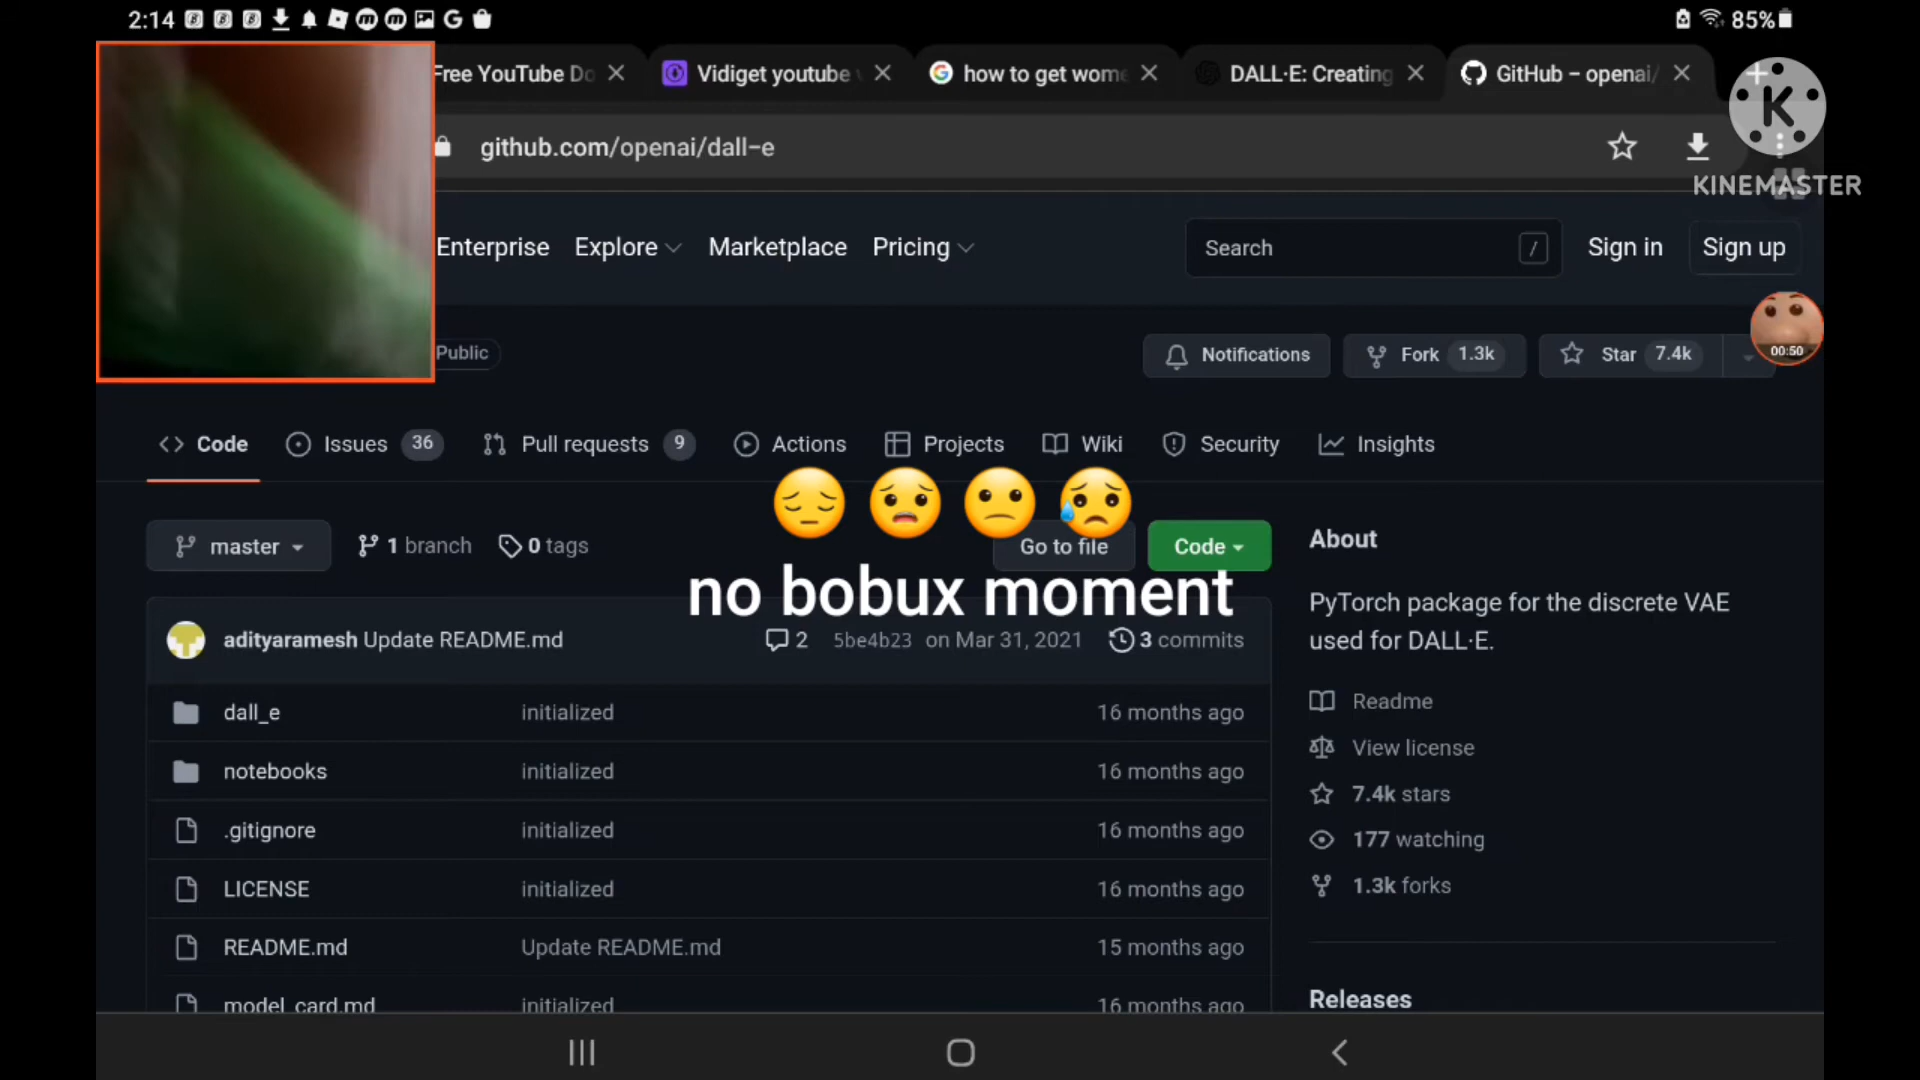 2:14
85%
Free YouTube Do
Vidiget youtube
how to get wome
DALL·E: Creating
GitHub – openai/
github.com/openai/dall-e
KINEMASTER
Enterprise Explore Marketplace Pricing
Search /
Sign in
Sign up
Public
Notifications
Fork 1.3k
Star 7.4k
00:50
Code
Issues 36
Pull requests 9
Actions
Projects
Wiki
Security
Insights
😔 😦 😕 😥
master
1 branch
0 tags
Go to file
Code
no bobux moment
adityaramesh Update README.md
2 5be4b23 on Mar 31, 2021 3 commits
dall_e initialized 16 months ago
notebooks initialized 16 months ago
.gitignore initialized 16 months ago
LICENSE initialized 16 months ago
README.md Update README.md 15 months ago
model_card.md initialized 16 months ago
About
PyTorch package for the discrete VAE
used for DALL·E.
Readme
View license
7.4k stars
177 watching
1.3k forks
Releases